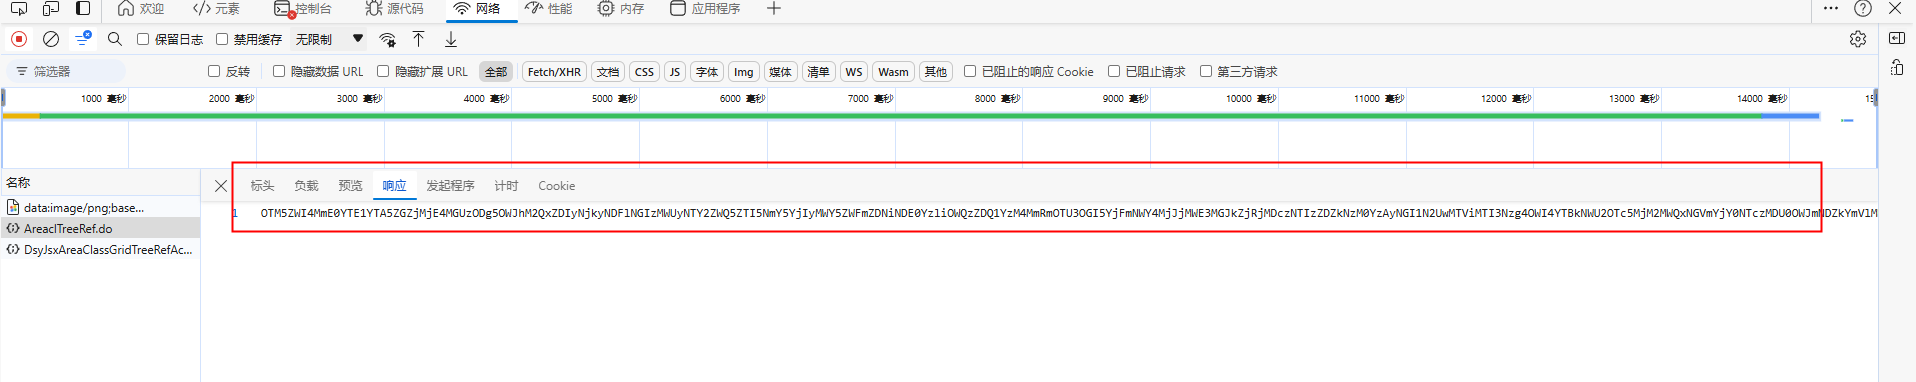 欢迎 元素 控制台 源代码 网络 性能 内存 应用程序
保留日志 禁用缓存 无限制
筛选器 反转 隐藏数据 URL 隐藏扩展 URL 全部 Fetch/XHR 文档 CSS JS 字体 Img 媒体 清单 WS Wasm 其他 已阻止的响应 Cookie 已阻止请求 第三方请求
1000 毫秒 2000 毫秒 3000 毫秒 4000 毫秒 5000 毫秒 6000 毫秒 7000 毫秒 8000 毫秒 9000 毫秒 10000 毫秒 11000 毫秒 12000 毫秒 13000 毫秒 14000 毫秒
名称 标头 负载 预览 响应 发起程序 计时 Cookie
data:image/png;base...
1
AreaclTreeRef.do
DsyJsxAreaClassGridTreeRefAc...